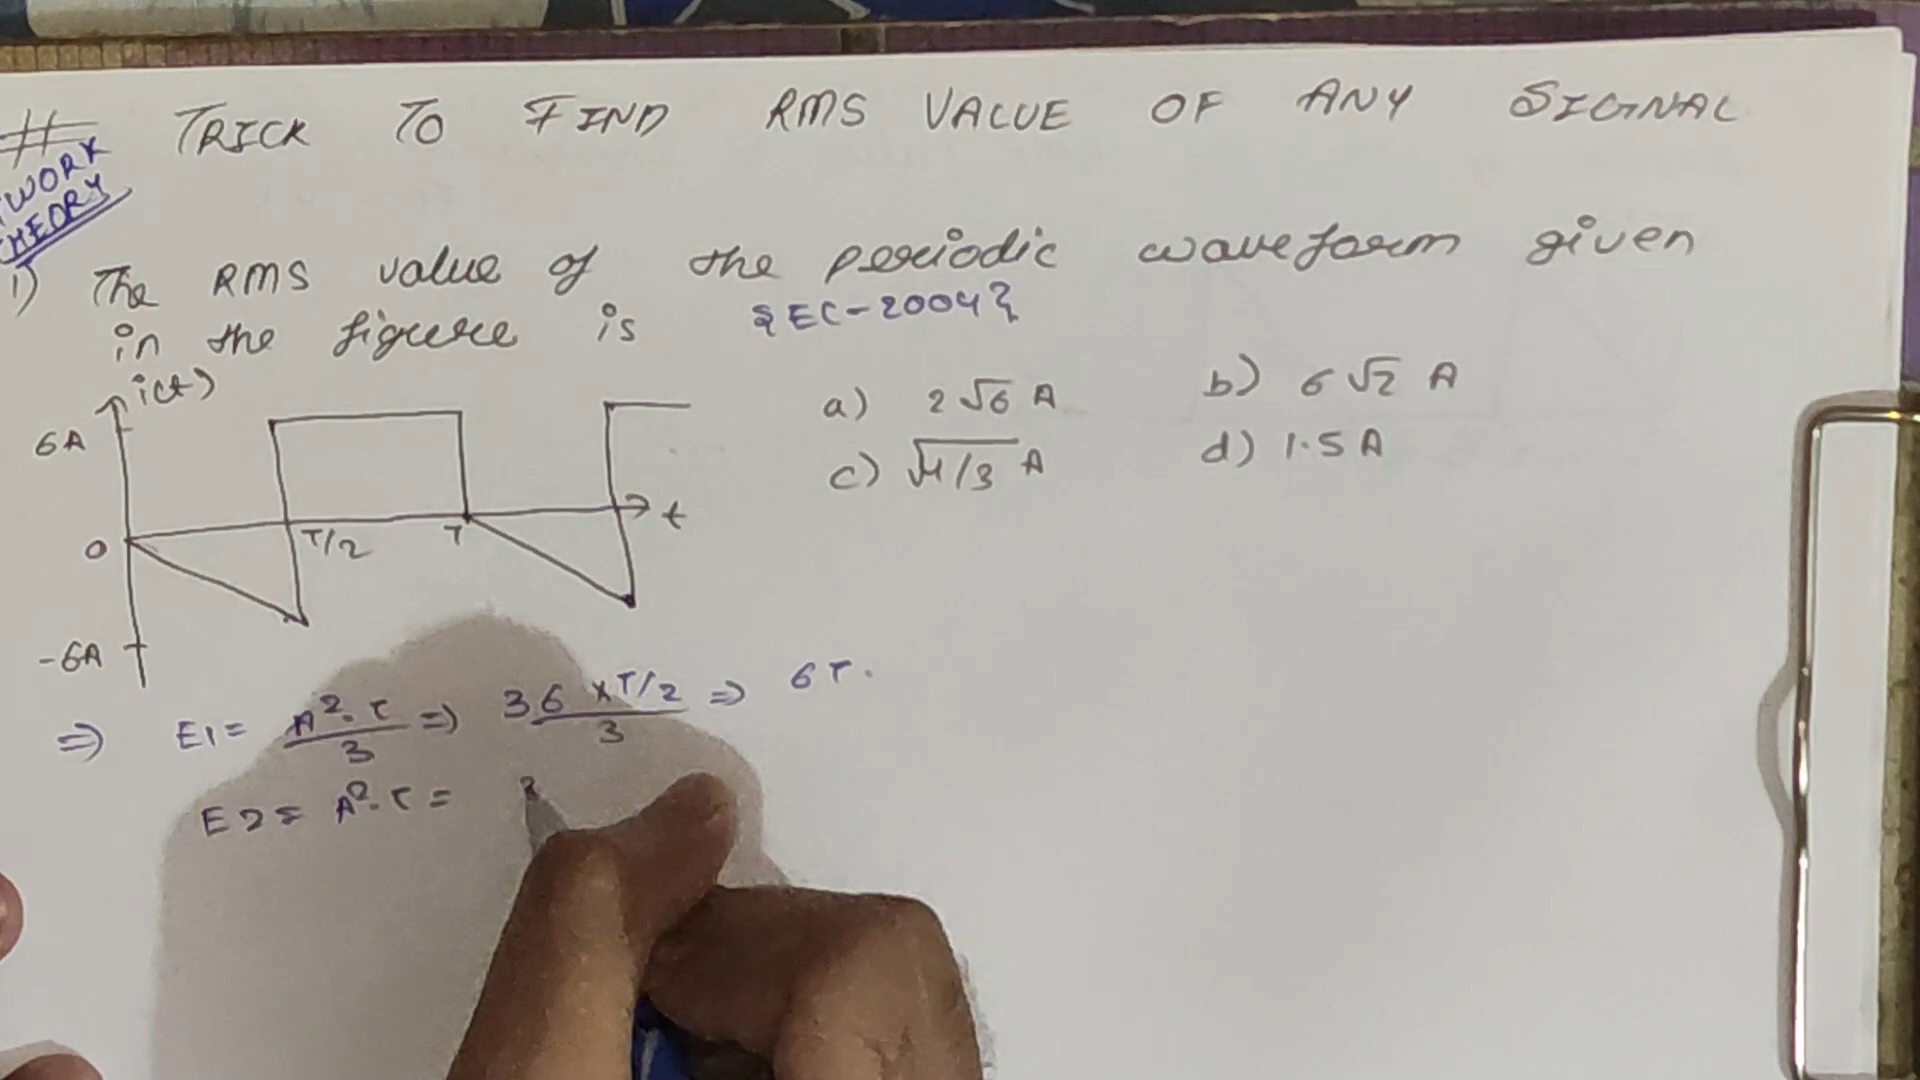 # TRICK TO FIND RMS VALUE OF ANY SIGNAL
TWORK
THEORY
1) The RMS value of the periodic waveform given
in the figure is {EC-2004}
i(t)
a) 2√6 A b) 6√2 A
6A
c) √4/3 A d) 1.5 A
0 T/2 T t
-6A
⇒ E1 = A². τ / 3 ⇒ 36 × T/2 / 3 ⇒ 6T.
E2 = A². τ = 3